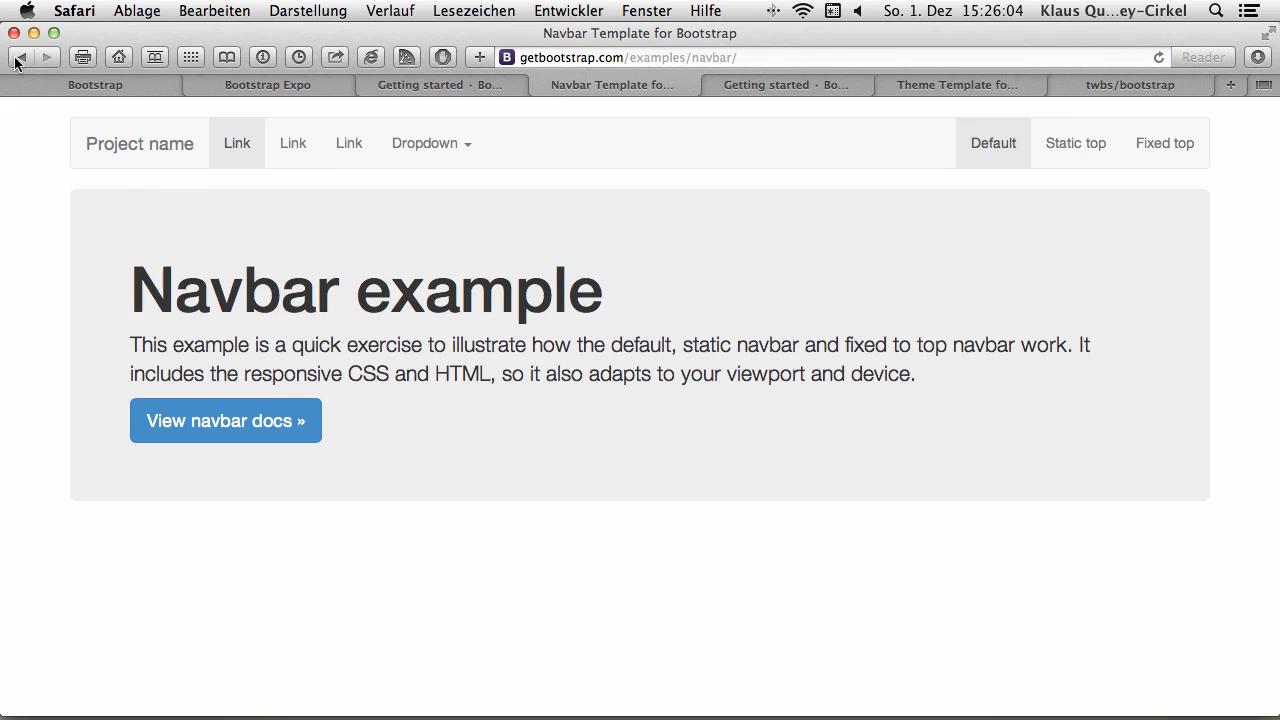 Safari Ablage Bearbeiten Darstellung Verlauf Lesezeichen Entwickler Fenster Hilfe So. 1. Dez 15:26:04 Klaus Qu...ey-Cirkel
Navbar Template for Bootstrap
B getbootstrap.com/examples/navbar/ Reader
Bootstrap Bootstrap Expo Getting started · Bo... Navbar Template fo... Getting started · Bo... Theme Template fo... twbs/bootstrap
Project name Link Link Link Dropdown Default Static top Fixed top
Navbar example
This example is a quick exercise to illustrate how the default, static navbar and fixed to top navbar work. It
includes the responsive CSS and HTML, so it also adapts to your viewport and device.
View navbar docs »